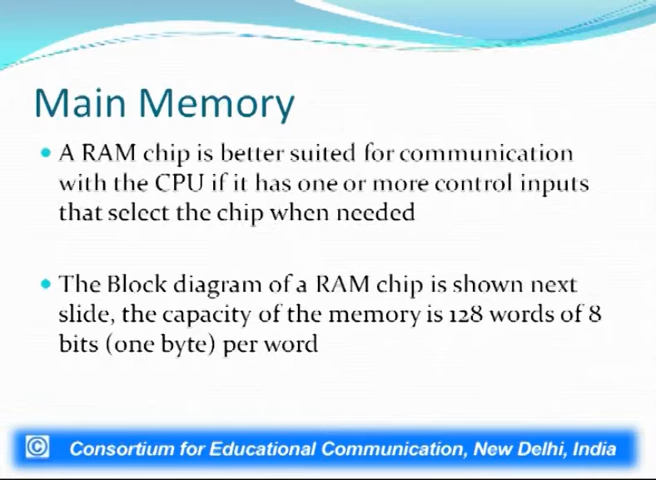 Main Memory
• A RAM chip is better suited for communication
with the CPU if it has one or more control inputs
that select the chip when needed
• The Block diagram of a RAM chip is shown next
slide, the capacity of the memory is 128 words of 8
bits (one byte) per word
© Consortium for Educational Communication, New Delhi, India